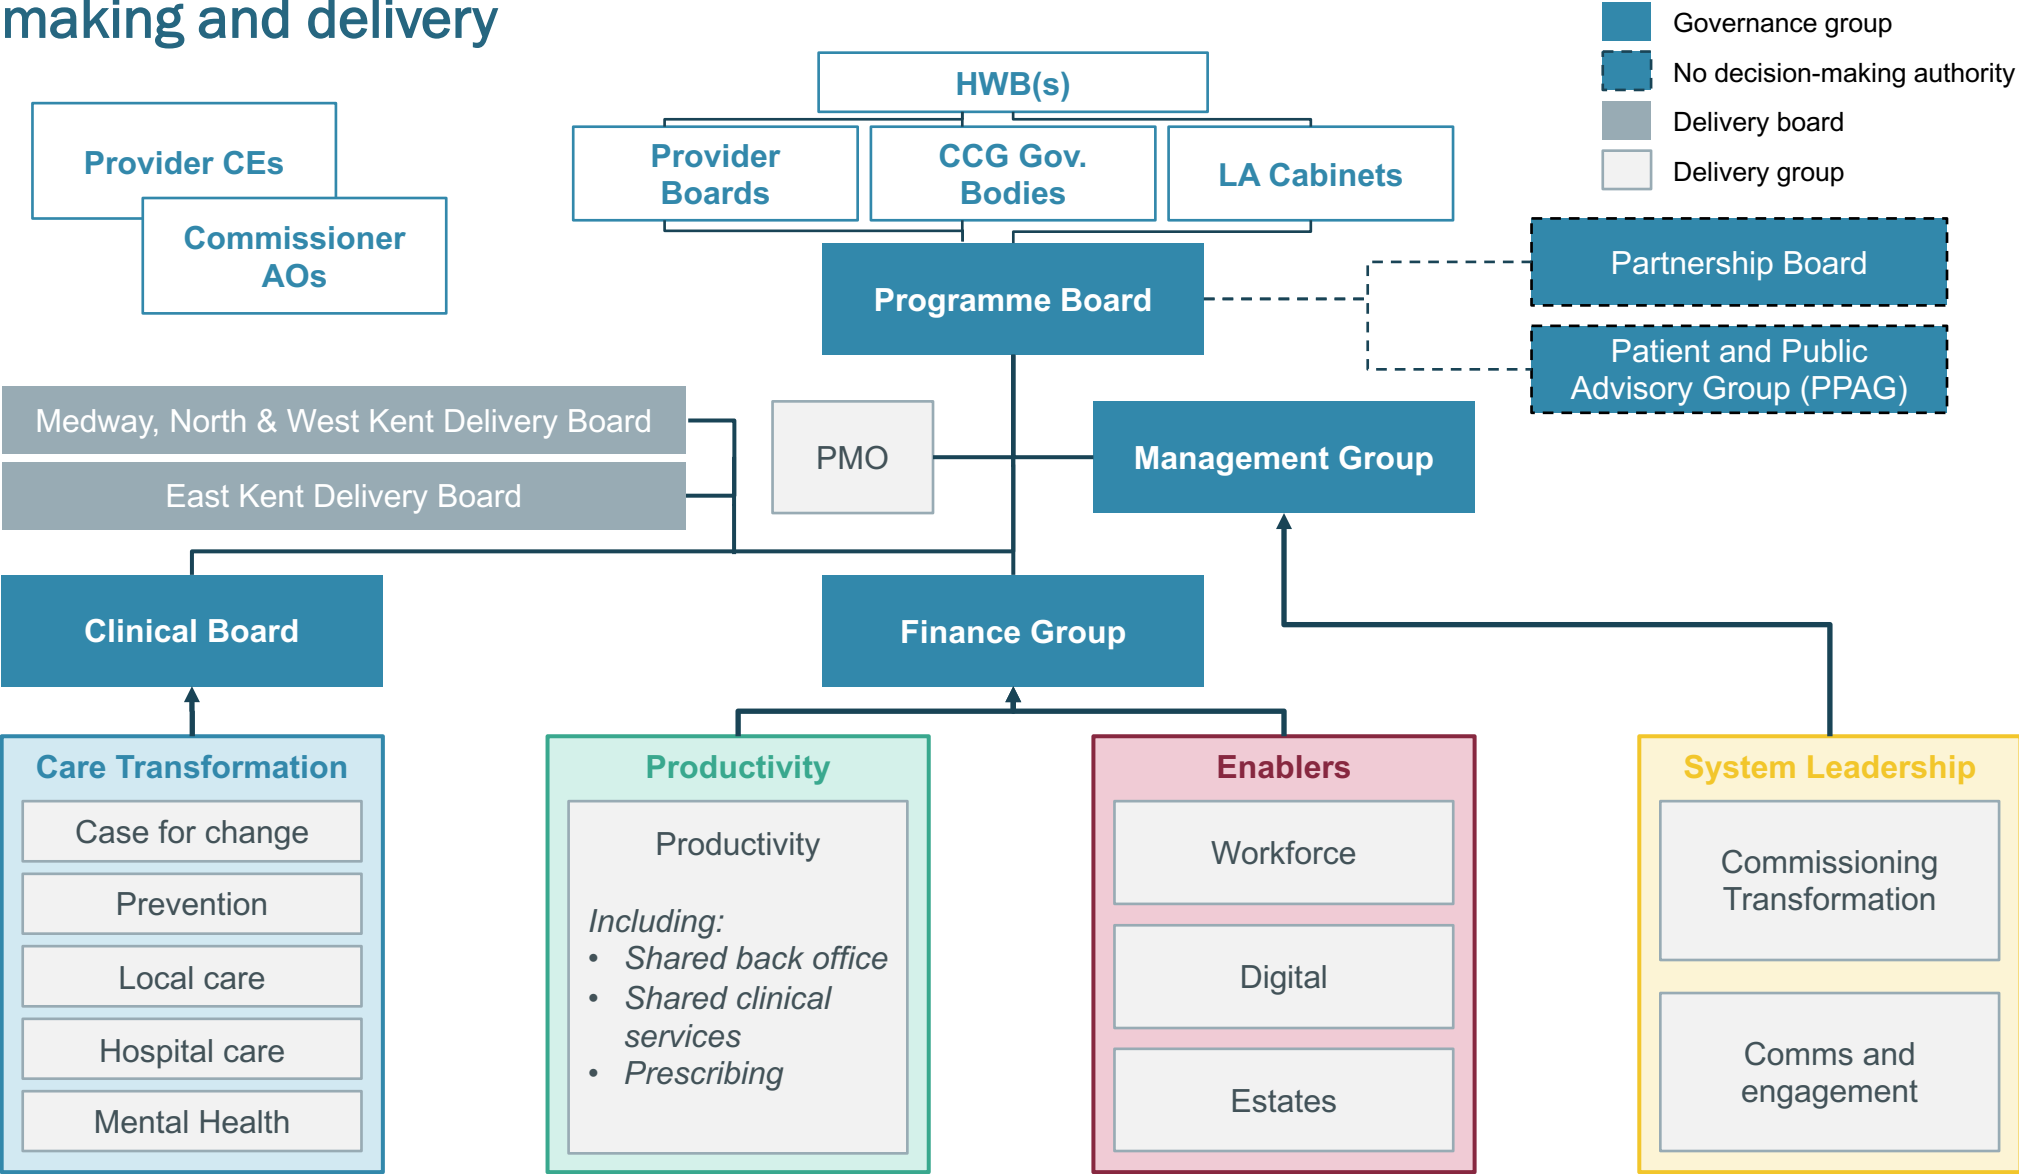 making and delivery
Governance group
No decision-making authority
Delivery board
Delivery group
HWB(s)
Provider CEs
Commissioner
AOs
Provider
Boards
CCG Gov.
Bodies
LA Cabinets
Programme Board
Partnership Board
Patient and Public
Advisory Group (PPAG)
Medway, North & West Kent Delivery Board
East Kent Delivery Board
PMO
Management Group
Clinical Board
Finance Group
Care Transformation
Case for change
Prevention
Local care
Hospital care
Mental Health
Productivity
Productivity
Including:
• Shared back office
• Shared clinical
services
• Prescribing
Enablers
Workforce
Digital
Estates
System Leadership
Commissioning
Transformation
Comms and
engagement